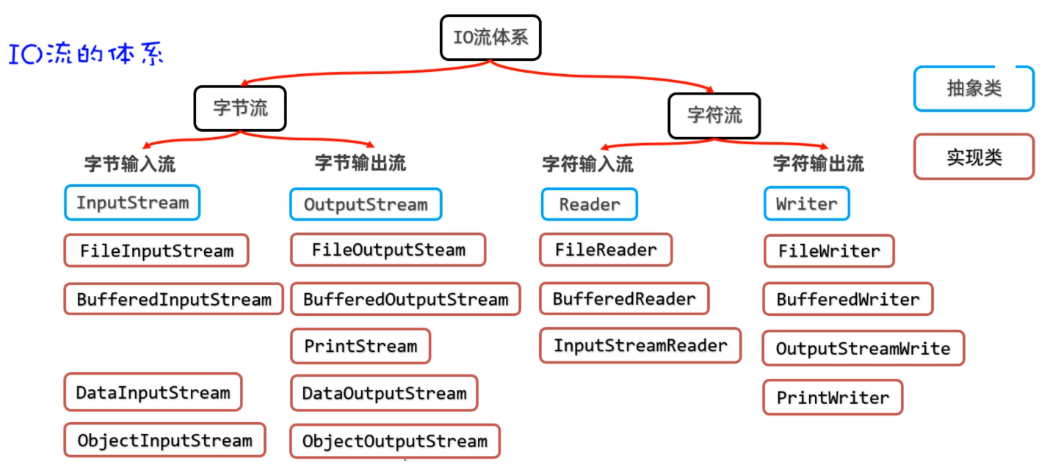 IO流的体系
IO流体系
抽象类
实现类
字节流
字符流
字节输入流
字节输出流
字符输入流
字符输出流
InputStream
OutputStream
Reader
Writer
FileInputStream
FileOutputSteam
FileReader
FileWriter
BufferedInputStream
BufferedOutputStream
BufferedReader
BufferedWriter
PrintStream
InputStreamReader
OutputStreamWrite
DataInputStream
DataOutputStream
PrintWriter
ObjectInputStream
ObjectOutputStream